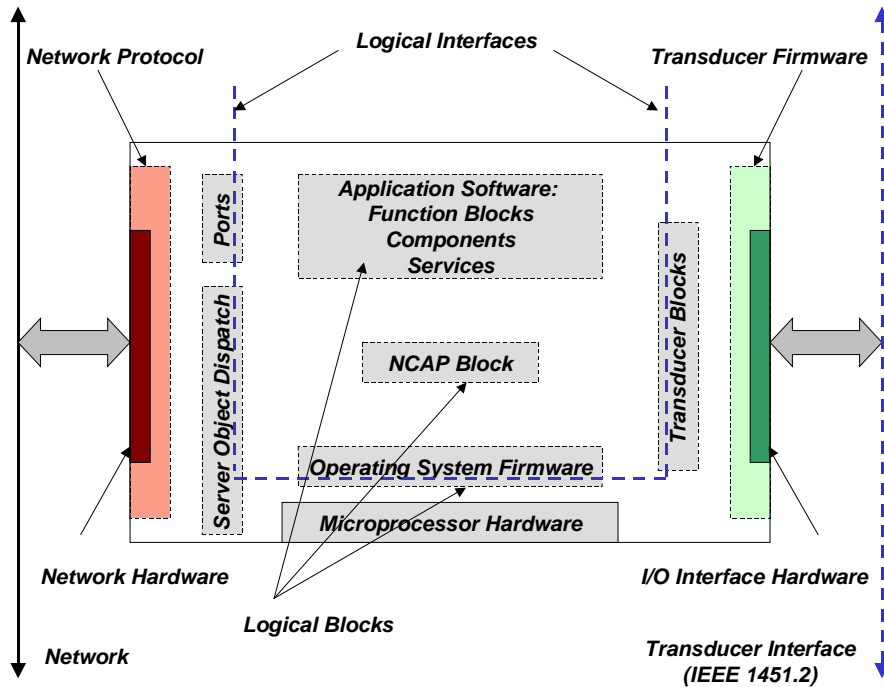 Logical Interfaces
Network Protocol
Transducer Firmware
Ports
Application Software:
Function Blocks
Components
Services
Server Object Dispatch
NCAP Block
Transducer Blocks
Operating System Firmware
Microprocessor Hardware
Network Hardware
I/O Interface Hardware
Logical Blocks
Network
Transducer Interface
(IEEE 1451.2)